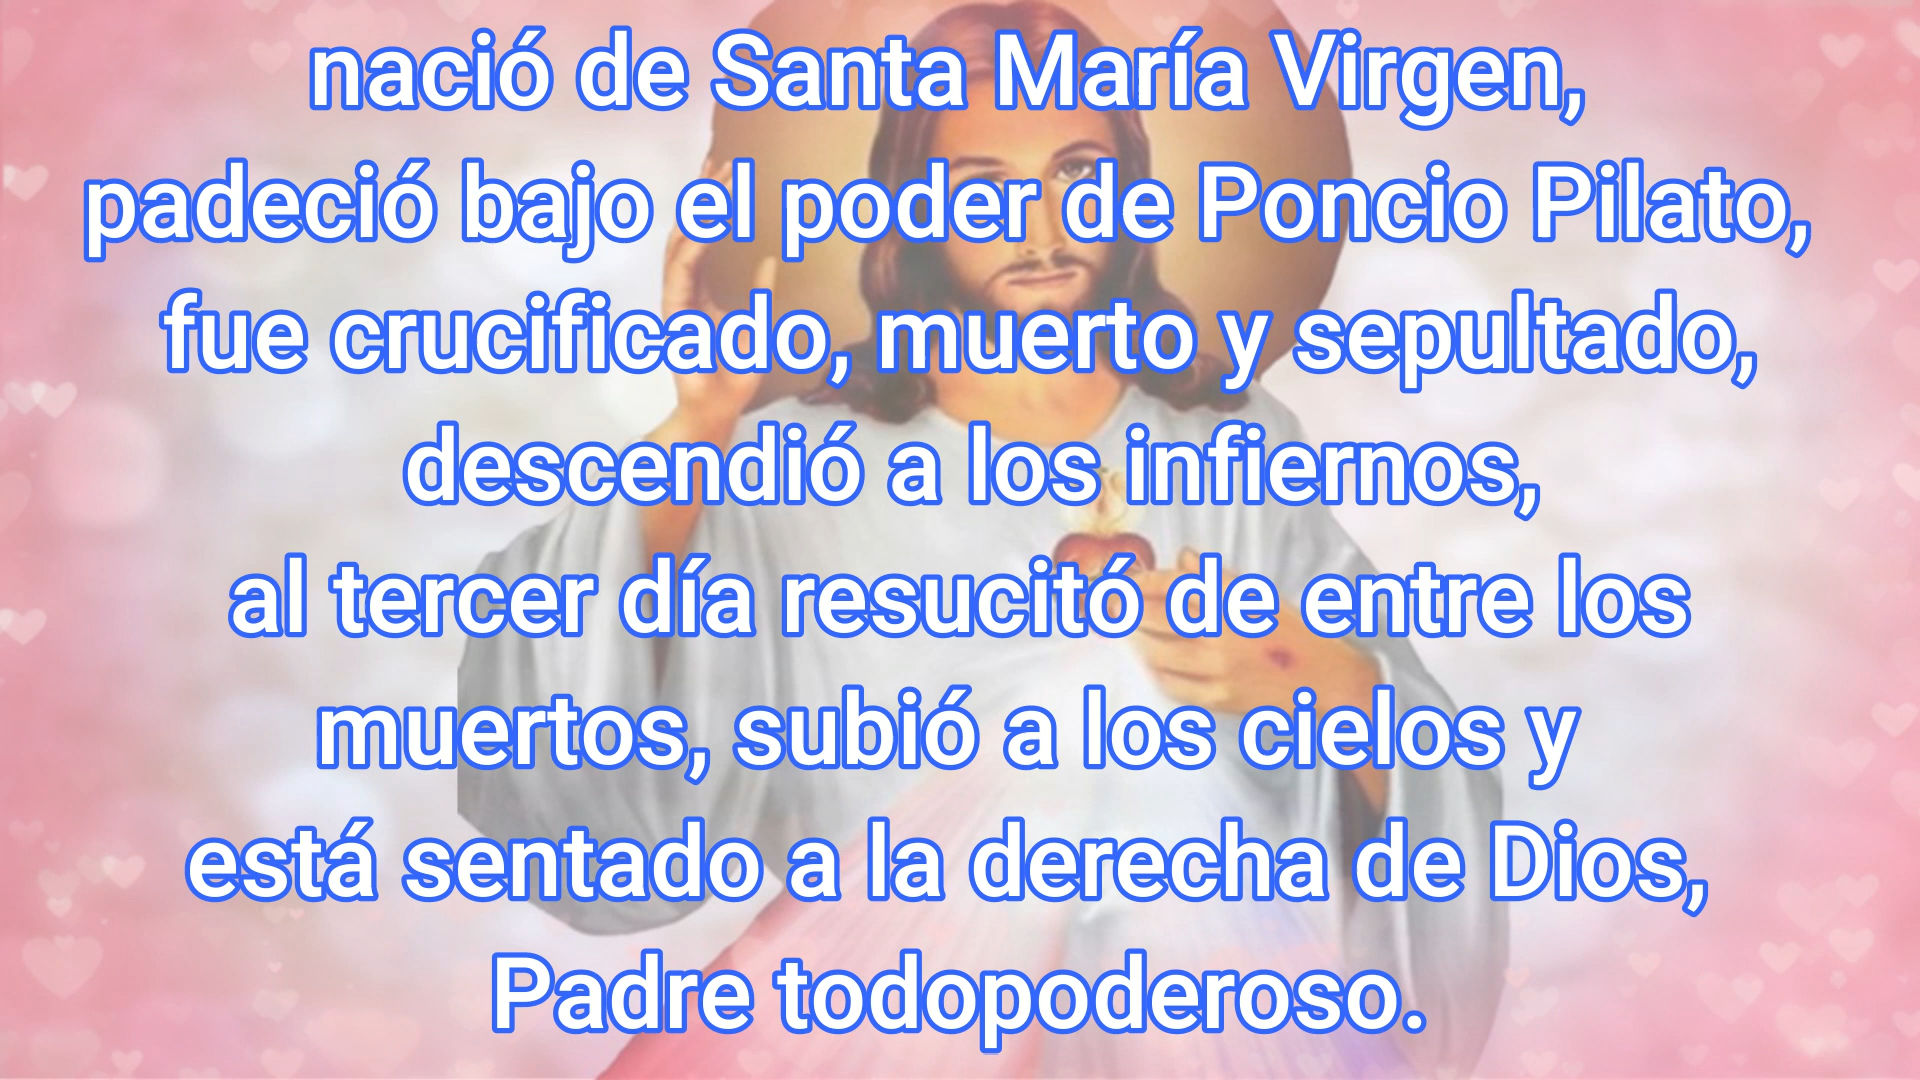 nació de Santa María Virgen,
padeció bajo el poder de Poncio Pilato,
fue crucificado, muerto y sepultado,
descendió a los infiernos,
al tercer día resucitó de entre los
muertos, subió a los cielos y
está sentado a la derecha de Dios,
Padre todopoderoso.